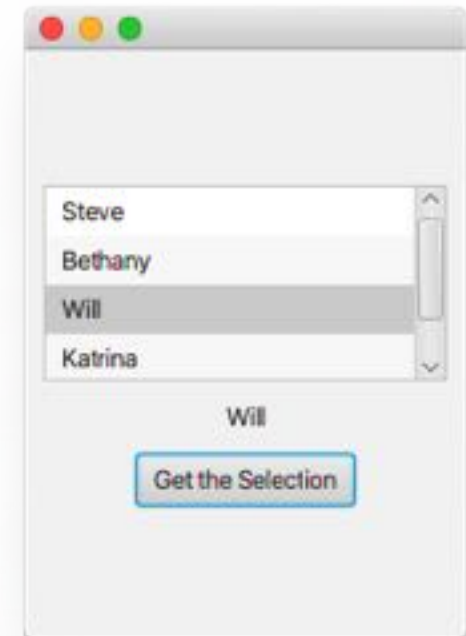 Steve
Bethany
Will
Katrina
Will
Get the Selection